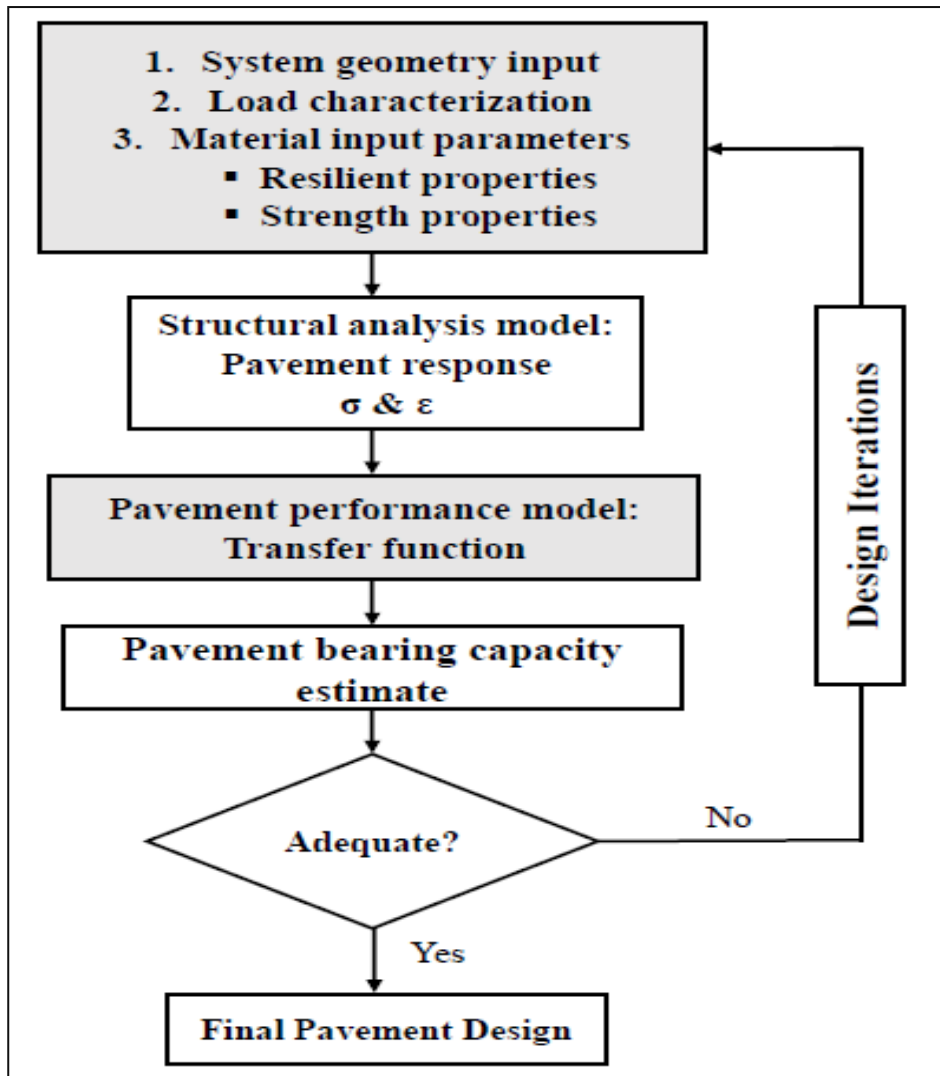 1. System geometry input
2. Load characterization
3. Material input parameters
▪ Resilient properties
▪ Strength properties
Structural analysis model:
Pavement response
σ & ε
Pavement performance model:
Transfer function
Pavement bearing capacity
estimate
Adequate?
No
Yes
Final Pavement Design
Design Iterations